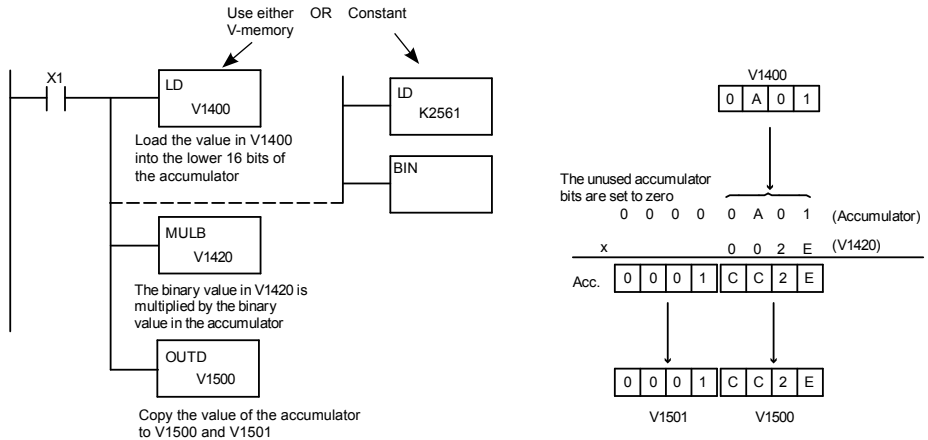 Use either OR Constant
V-memory
X1
LD
V1400
Load the value in V1400
into the lower 16 bits of
the accumulator
LD
K2561
BIN
MULB
V1420
The binary value in V1420 is
multiplied by the binary
value in the accumulator
OUTD
V1500
Copy the value of the accumulator
to V1500 and V1501
V1400
0 A 0 1
The unused accumulator
bits are set to zero
0 0 0 0 0 A 0 1 (Accumulator)
x 0 0 2 E (V1420)
Acc. 0 0 0 1 C C 2 E
0 0 0 1 C C 2 E
V1501 V1500